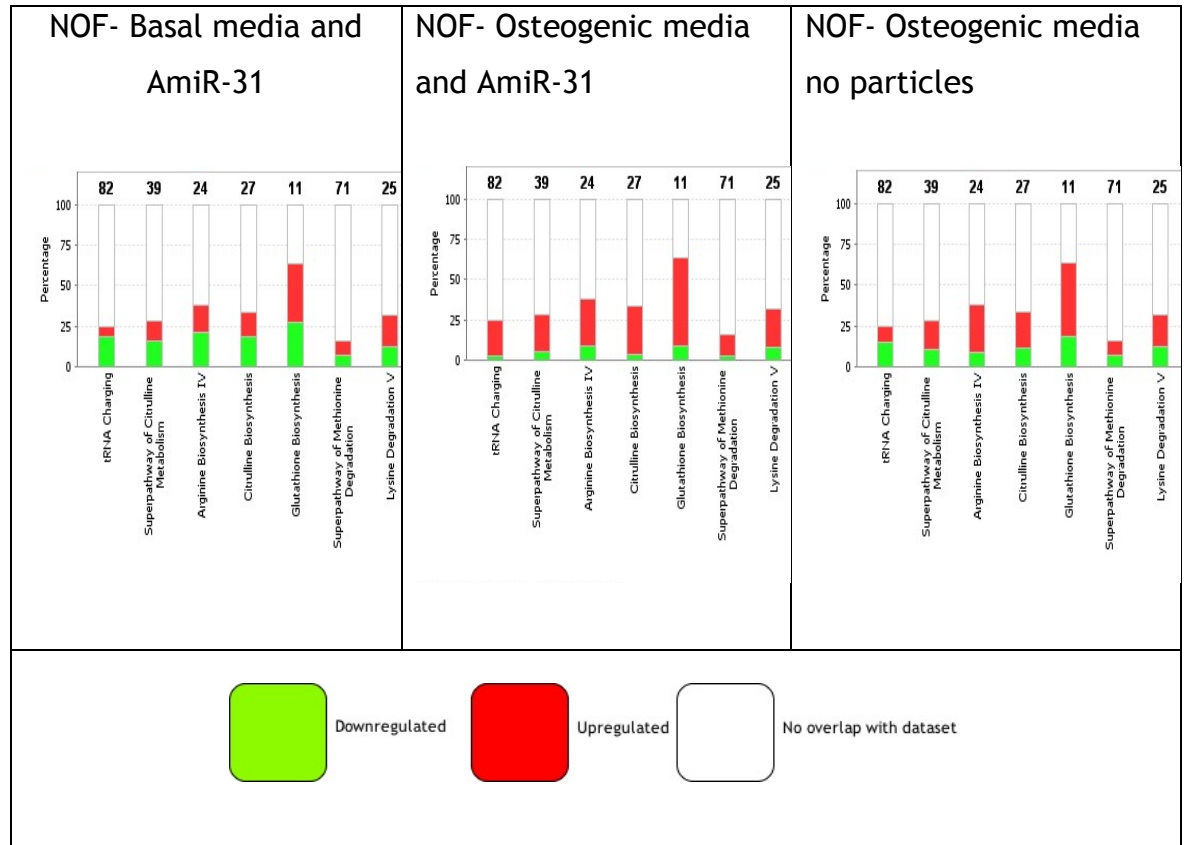 NOF- Basal media and
AmiR-31
NOF- Osteogenic media
and AmiR-31
NOF- Osteogenic media
no particles
82 39 24 27 11 71 25
100
75
50
25
0
Percentage
tRNA Charging
Superpathway of Citrulline
Metabolism
Arginine Biosynthesis IV
Citrulline Biosynthesis
Glutathione Biosynthesis
Superpathway of Methionine
Degradation
Lysine Degradation V
82 39 24 27 11 71 25
100
75
50
25
0
Percentage
tRNA Charging
Superpathway of Citrulline
Metabolism
Arginine Biosynthesis IV
Citrulline Biosynthesis
Glutathione Biosynthesis
Superpathway of Methionine
Degradation
Lysine Degradation V
82 39 24 27 11 71 25
100
75
50
25
0
Percentage
tRNA Charging
Superpathway of Citrulline
Metabolism
Arginine Biosynthesis IV
Citrulline Biosynthesis
Glutathione Biosynthesis
Superpathway of Methionine
Degradation
Lysine Degradation V
Downregulated
Upregulated
No overlap with dataset